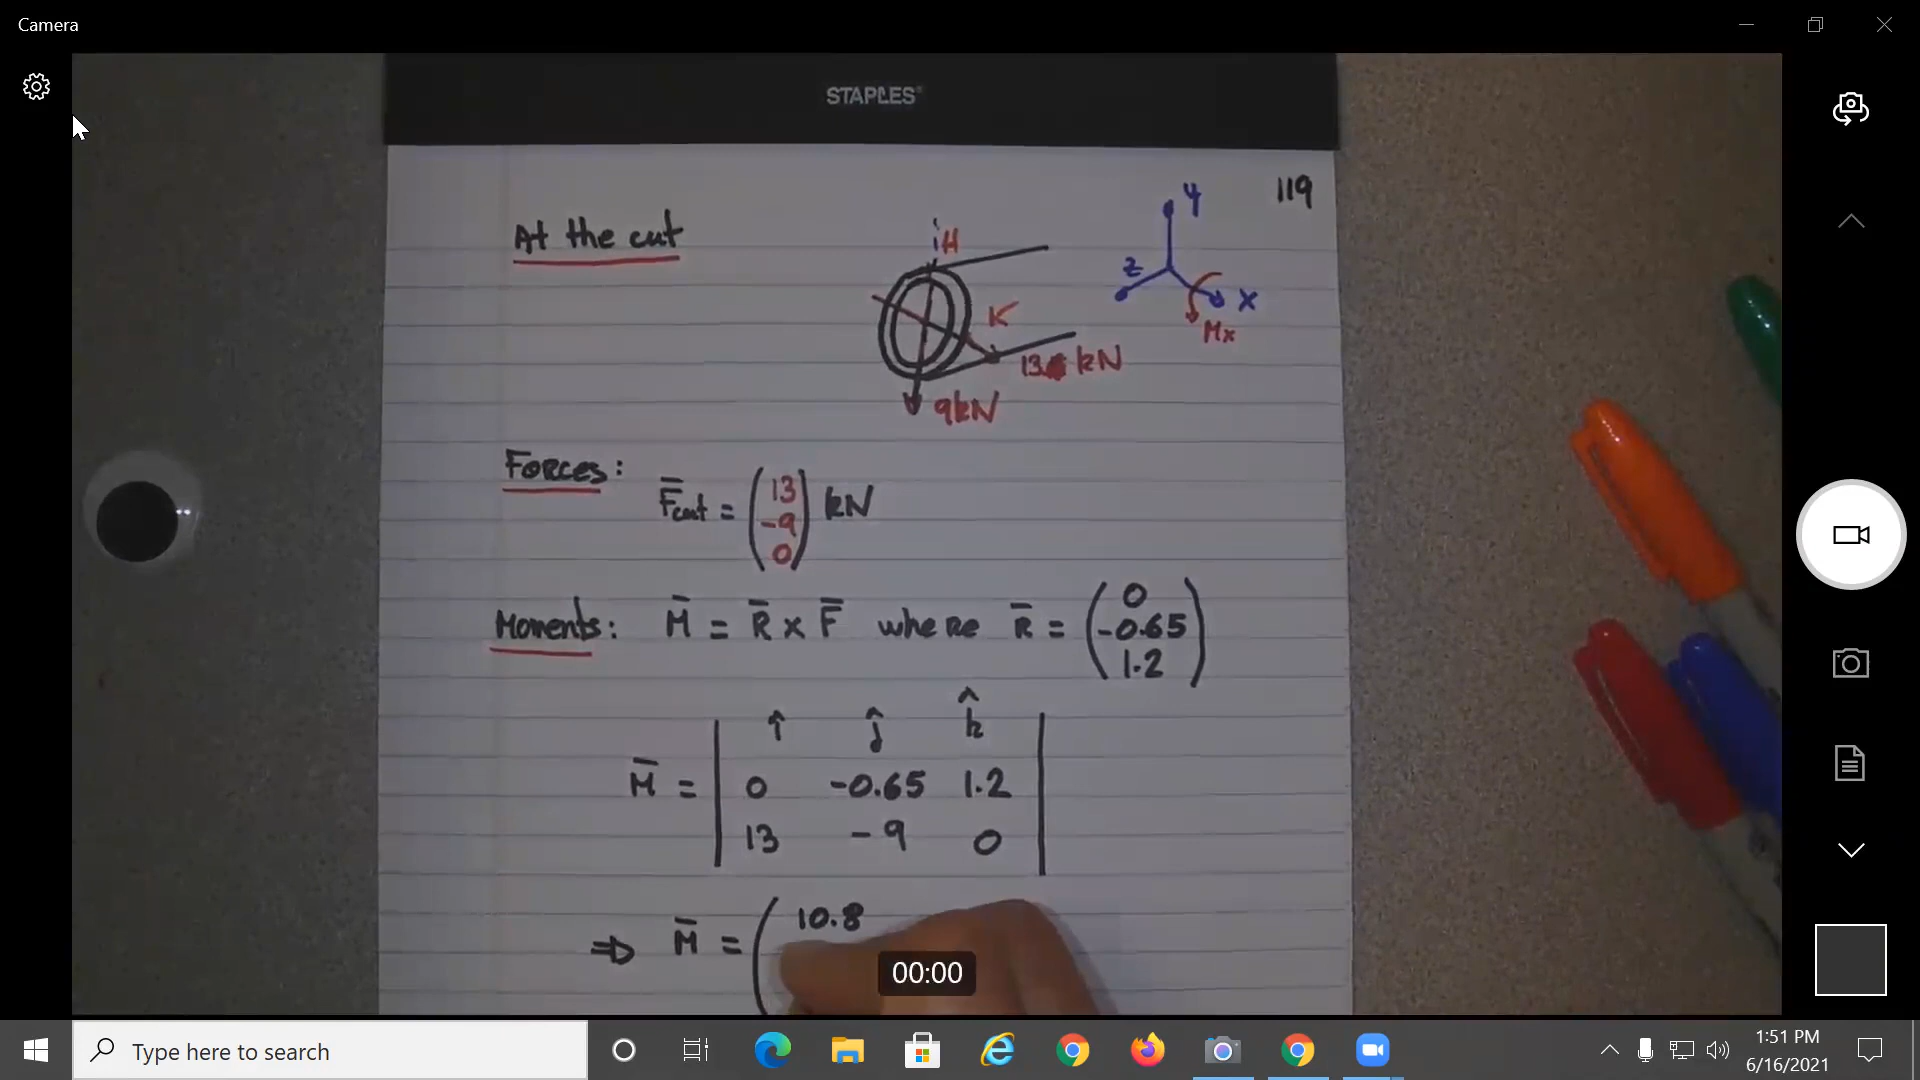 Camera
STAPLES
119
At the cut
H
Y
Z
X
K
Mx
13 kN
9kN
Forces:
F̅cut = (13 -9 0) kN
Moments: M̅ = R̅ x F̅ where R̅ = (0 -0.65 1.2)
î ĵ k̂
M̅ = | 0 -0.65 1.2 |
13 -9 0
⇒ M̅ = ( 10.8
00:00
Type here to search
1:51 PM
6/16/2021